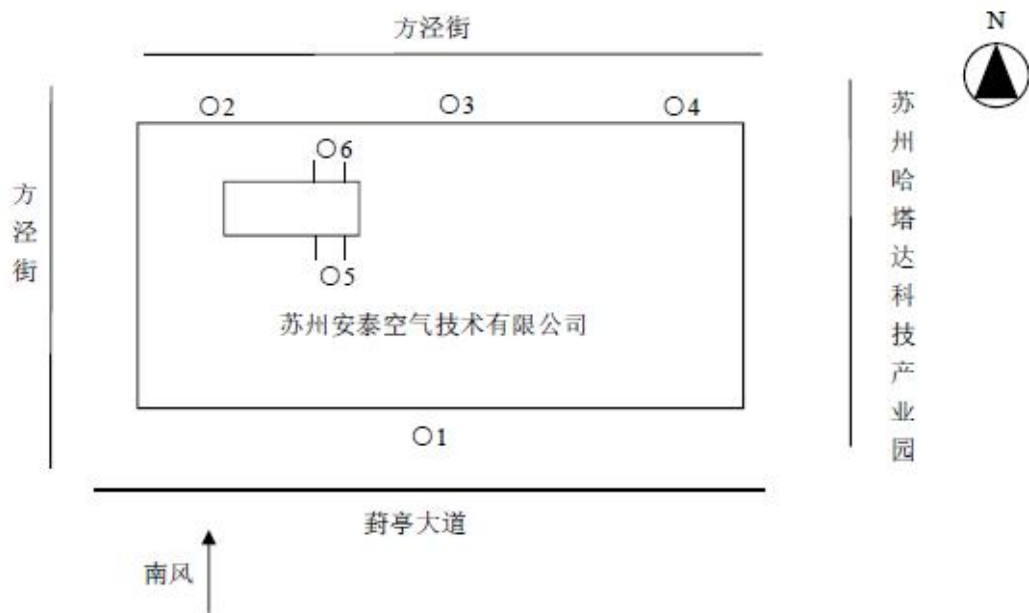 方泾街
N
○2
○3
○4
○6
○5
方泾街
苏州哈塔达科技产业园
苏州安泰空气技术有限公司
○1
葑亭大道
南风